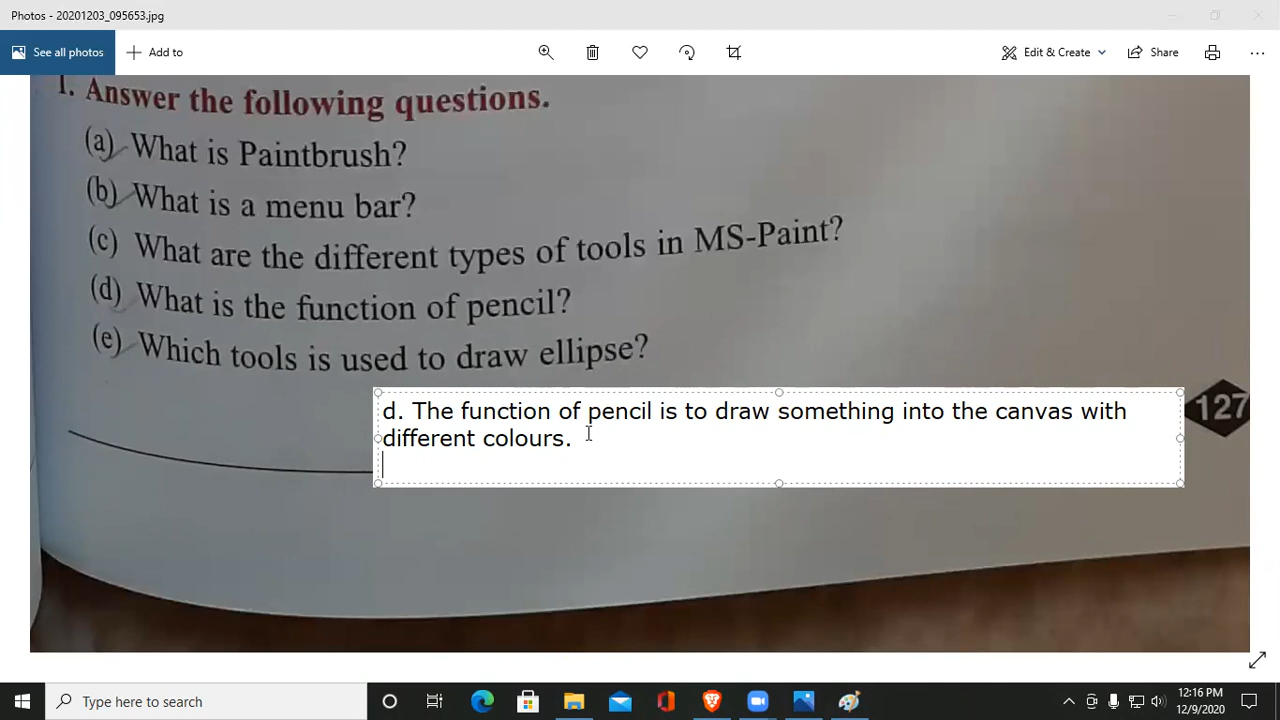 Photos - 20201203_095653.jpg
See all photos
Add to
Edit & Create
Share
1. Answer the following questions.
(a) What is Paintbrush?
(b) What is a menu bar?
(c) What are the different types of tools in MS-Paint?
(d) What is the function of pencil?
(e) Which tools is used to draw ellipse?
d. The function of pencil is to draw something into the canvas with
different colours.
127
Type here to search
12:16 PM
12/9/2020